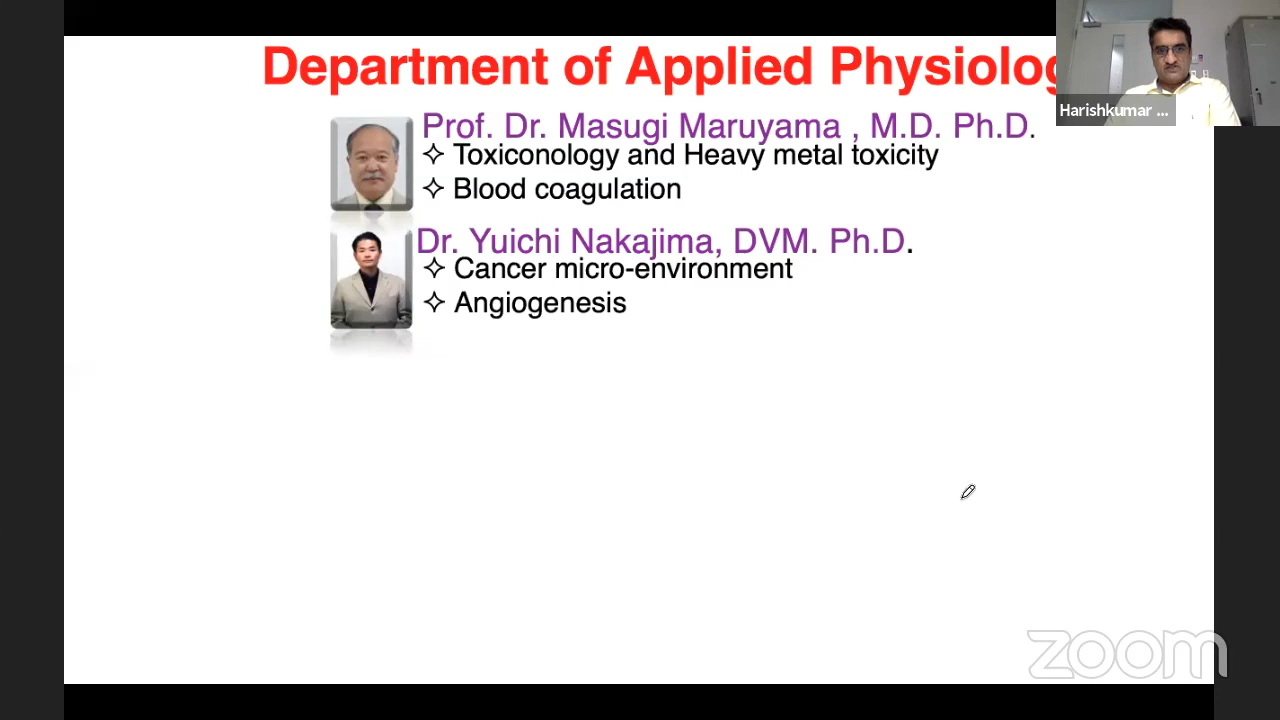 Department of Applied Physiolog
Harishkumar ...
Prof. Dr. Masugi Maruyama , M.D. Ph.D.
✧ Toxiconology and Heavy metal toxicity
✧ Blood coagulation
Dr. Yuichi Nakajima, DVM. Ph.D.
✧ Cancer micro-environment
✧ Angiogenesis
zoom